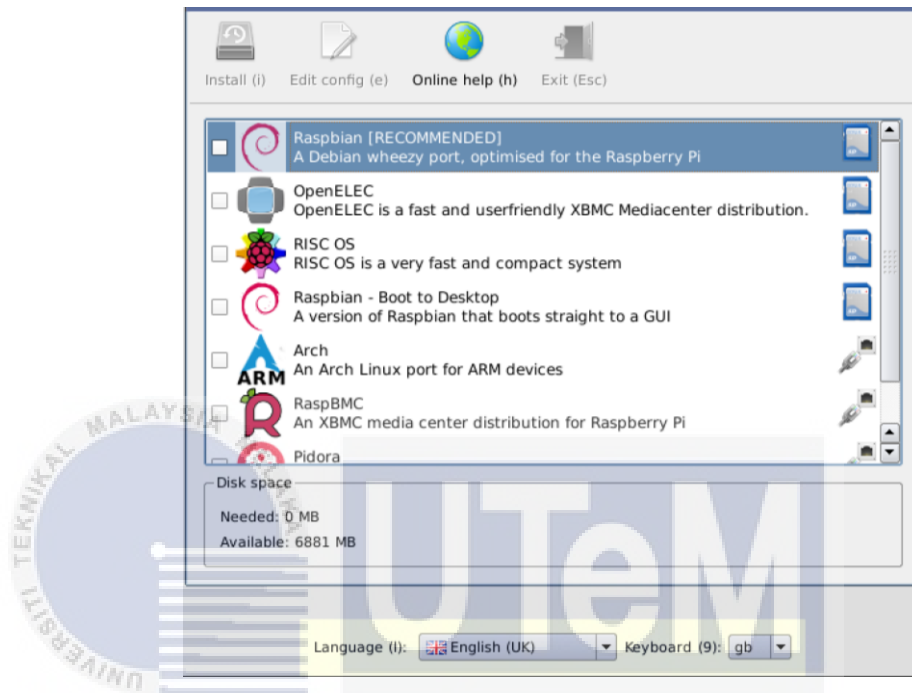 Install (i) Edit config (e) Online help (h) Exit (Esc)
Raspbian [RECOMMENDED]
A Debian wheezy port, optimised for the Raspberry Pi
OpenELEC
OpenELEC is a fast and userfriendly XBMC Mediacenter distribution.
RISC OS
RISC OS is a very fast and compact system
Raspbian - Boot to Desktop
A version of Raspbian that boots straight to a GUI
Arch
An Arch Linux port for ARM devices
ARM
RaspBMC
An XBMC media center distribution for Raspberry Pi
Pidora
Disk space
Needed: 0 MB
Available: 6881 MB
Language (l): English (UK) Keyboard (9): gb
UNIVERSITI TEKNIKAL MALAYSIA MELAKA
UTeM